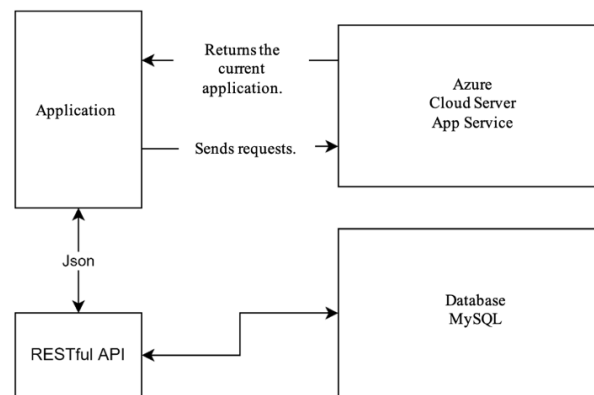 Returns the
current
application.
Application
Azure
Cloud Server
App Service
Sends requests.
Json
Database
MySQL
RESTful API